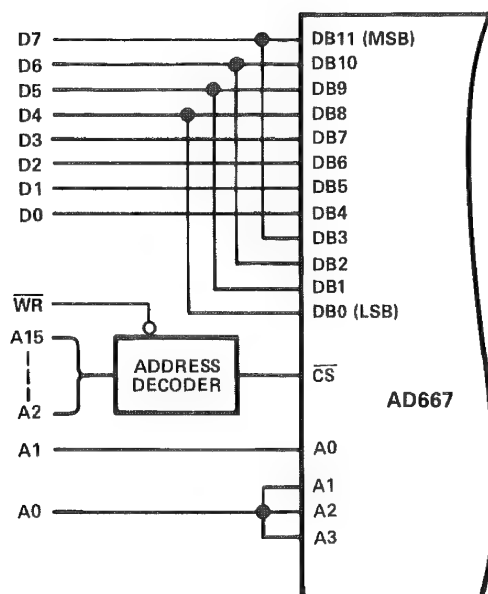 D7 DB11 (MSB)
D6 DB10
D5 DB9
D4 DB8
D3 DB7
D2 DB6
D1 DB5
D0 DB4
DB3
DB2
DB1
WR DB0 (LSB)
A15
ADDRESS
DECODER
CS
AD667
A2
A1 A0
A1
A0 A2
A3